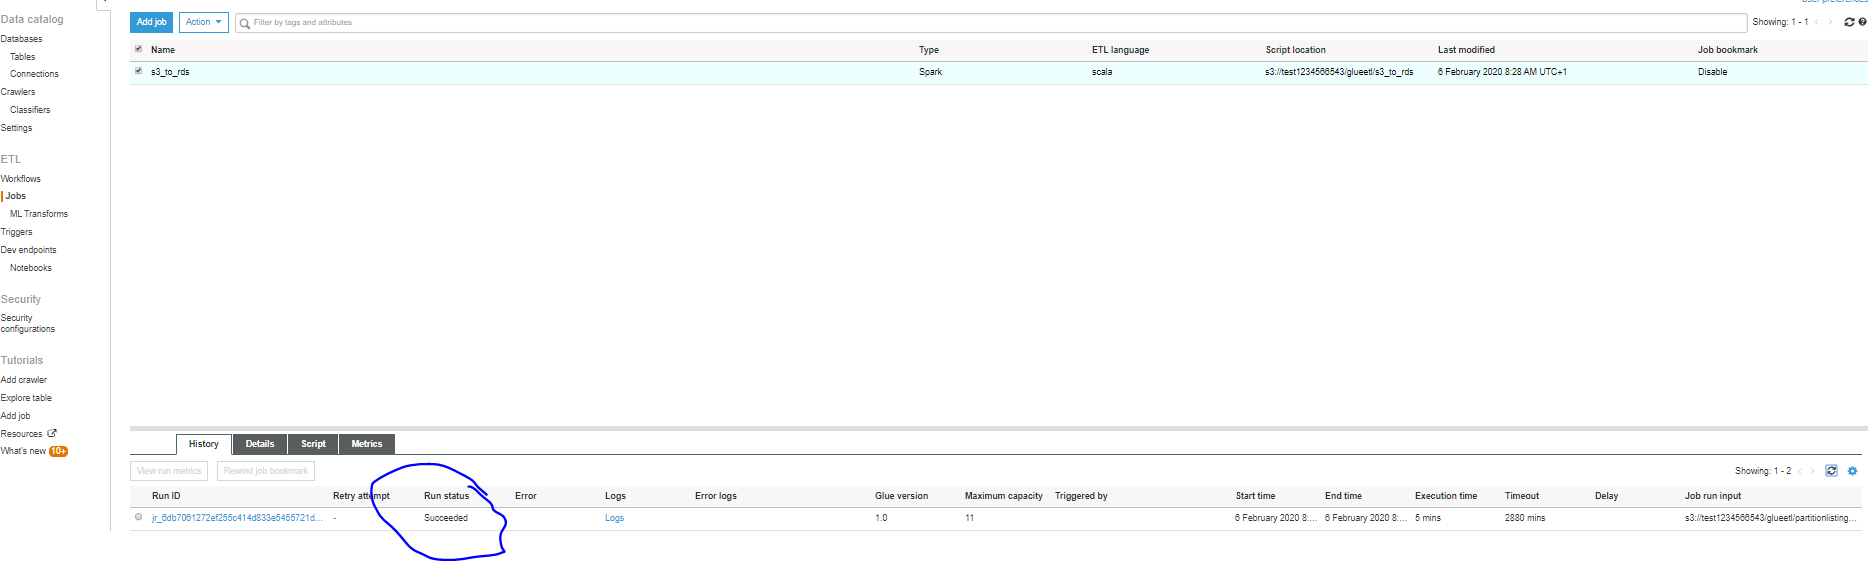 User preferences
Data catalog
Databases
Tables
Connections
Crawlers
Classifiers
Settings
ETL
Workflows
Jobs
ML Transforms
Triggers
Dev endpoints
Notebooks
Security
Security
configurations
Tutorials
Add crawler
Explore table
Add job
Resources
What's new 10+
Add job Action Filter by tags and attributes Showing: 1 - 1
Name Type ETL language Script location Last modified Job bookmark
s3_to_rds Spark scala s3://test1234566543/glueetl/s3_to_rds 6 February 2020 8:28 AM UTC+1 Disable
History Details Script Metrics
View run metrics Rewind job bookmark Showing: 1 - 2
Run ID Retry attempt Run status Error Logs Error logs Glue version Maximum capacity Triggered by Start time End time Execution time Timeout Delay Job run input
jr_6db7061272ef255c414d833e5455721d... - Succeeded Logs 1.0 11 6 February 2020 8:... 6 February 2020 8:... 5 mins 2880 mins s3://test1234566543/glueetl/partitionlisting...